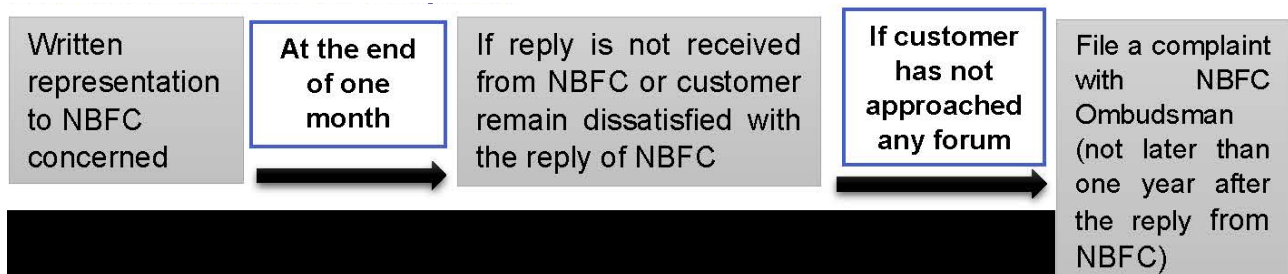 Written
representation
to NBFC
concerned
At the end
of one
month
If reply is not received
from NBFC or customer
remain dissatisfied with
the reply of NBFC
If customer
has not
approached
any forum
File a complaint
with NBFC
Ombudsman
(not later than
one year after
the reply from
NBFC)